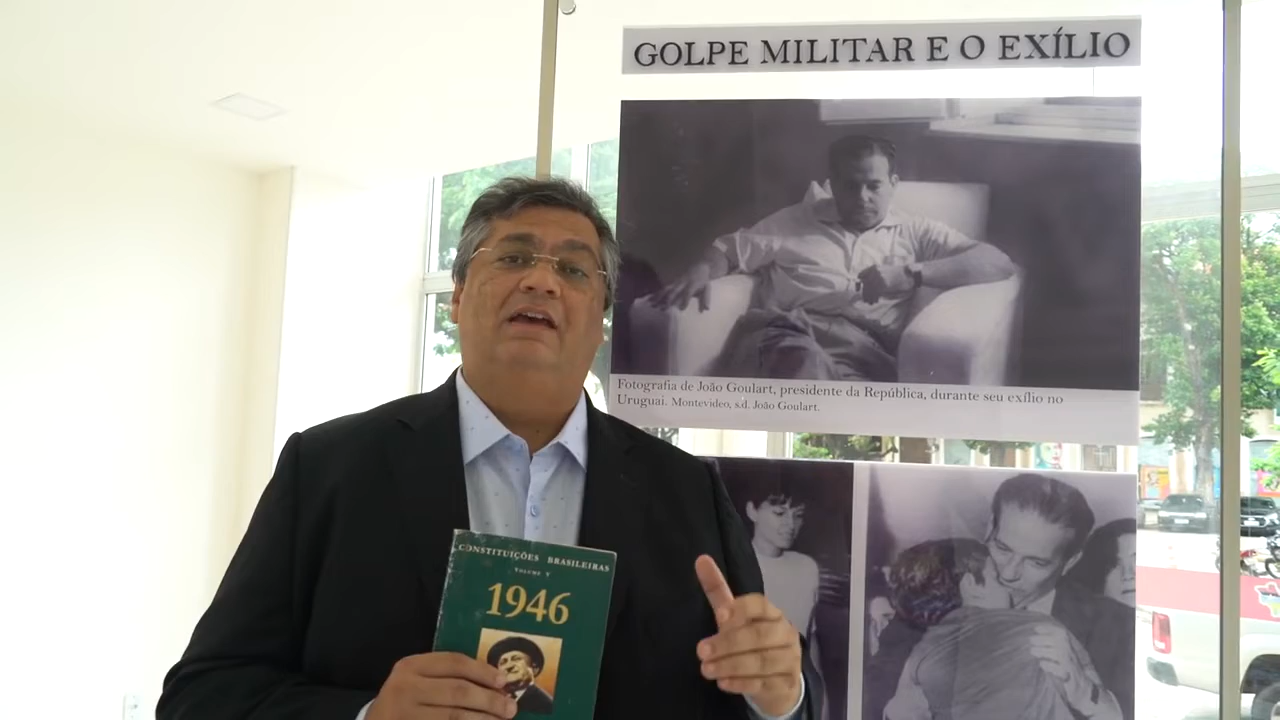 GOLPE MILITAR E O EXÍLIO
Fotografia de João Goulart, presidente da República, durante seu exílio no
Uruguai. Montevideo, s.d. João Goulart.
CONSTITUIÇÕES BRASILEIRAS
VOLUME V
1946